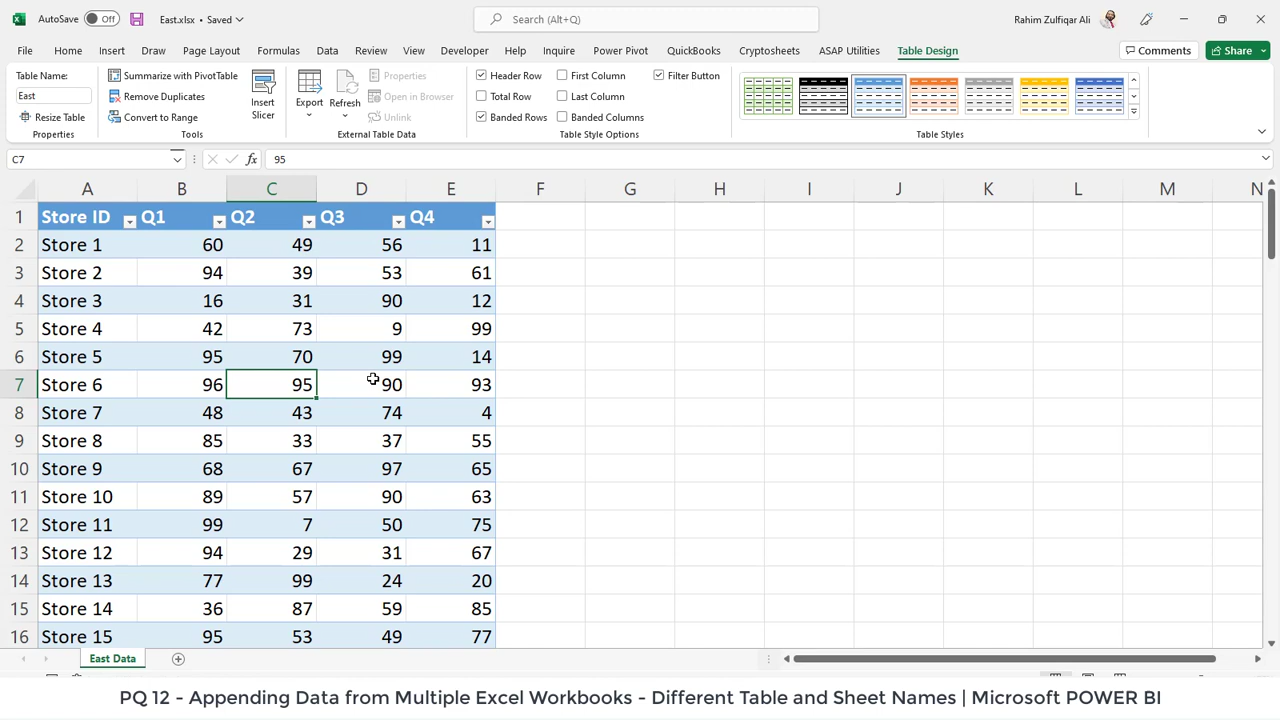 AutoSave Off East.xlsx • Saved Search (Alt+Q) Rahim Zulfiqar Ali
File Home Insert Draw Page Layout Formulas Data Review View Developer Help Inquire Power Pivot QuickBooks Cryptosheets ASAP Utilities Table Design Comments Share
Table Name: Summarize with PivotTable Properties Header Row First Column Filter Button
East Remove Duplicates Insert Slicer Export Refresh Open in Browser Total Row Last Column
Resize Table Convert to Range Unlink Banded Rows Banded Columns
Properties Tools External Table Data Table Style Options Table Styles
C7 fx 95
A B C D E F G H I J K L M N
1 Store ID Q1 Q2 Q3 Q4
2 Store 1 60 49 56 11
3 Store 2 94 39 53 61
4 Store 3 16 31 90 12
5 Store 4 42 73 9 99
6 Store 5 95 70 99 14
7 Store 6 96 95 90 93
8 Store 7 48 43 74 4
9 Store 8 85 33 37 55
10 Store 9 68 67 97 65
11 Store 10 89 57 90 63
12 Store 11 99 7 50 75
13 Store 12 94 29 31 67
14 Store 13 77 99 24 20
15 Store 14 36 87 59 85
16 Store 15 95 53 49 77
East Data
PQ 12 - Appending Data from Multiple Excel Workbooks - Different Table and Sheet Names | Microsoft POWER BI